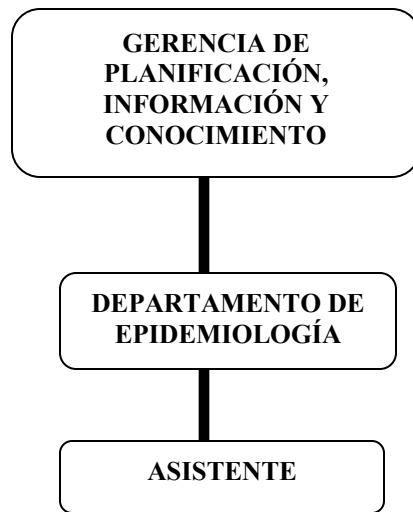 GERENCIA DE
PLANIFICACIÓN,
INFORMACIÓN Y
CONOCIMIENTO
DEPARTAMENTO DE
EPIDEMIOLOGÍA
ASISTENTE